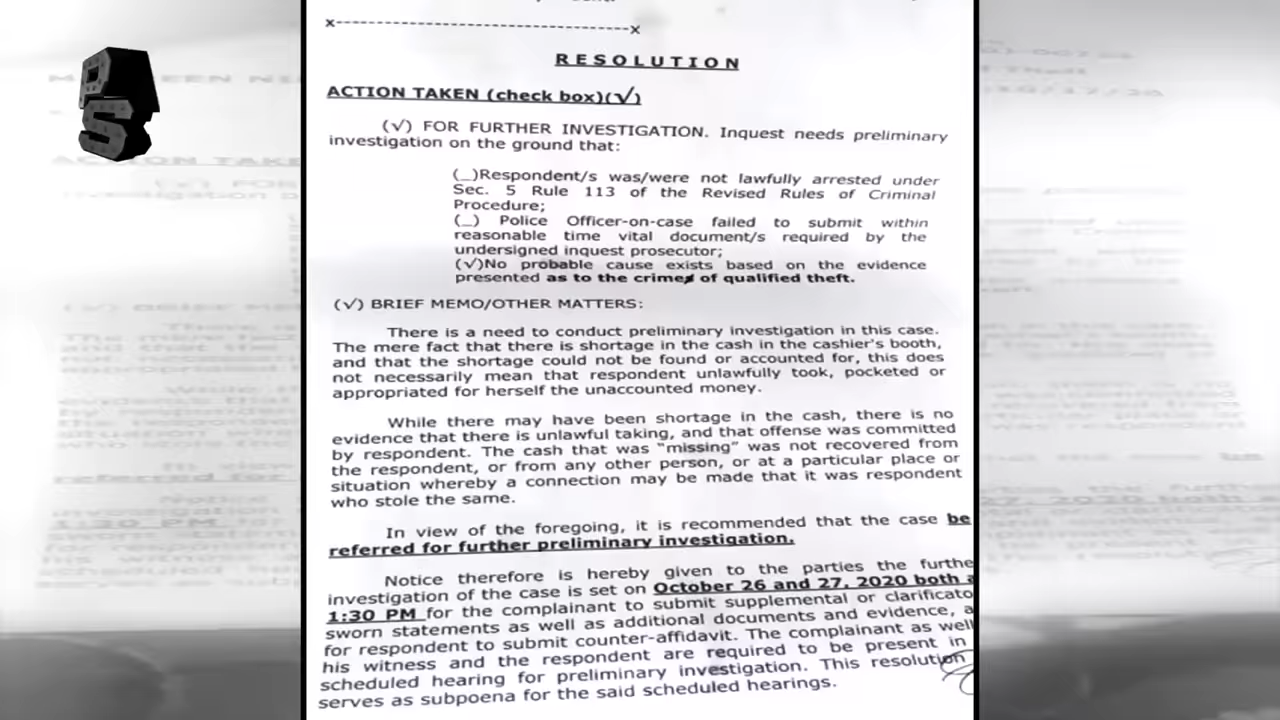 x----------------------------------x
RESOLUTION
ACTION TAKEN (check box)(√)
(√) FOR FURTHER INVESTIGATION. Inquest needs preliminary
investigation on the ground that:
(_)Respondent/s was/were not lawfully arrested under
Sec. 5 Rule 113 of the Revised Rules of Criminal
Procedure;
(_) Police Officer-on-case failed to submit within
reasonable time vital document/s required by the
undersigned inquest prosecutor;
(√)No probable cause exists based on the evidence
presented as to the crime of qualified theft.
(√) BRIEF MEMO/OTHER MATTERS:
There is a need to conduct preliminary investigation in this case.
The mere fact that there is shortage in the cash in the cashier's booth,
and that the shortage could not be found or accounted for, this does
not necessarily mean that respondent unlawfully took, pocketed or
appropriated for herself the unaccounted money.
While there may have been shortage in the cash, there is no
evidence that there is unlawful taking, and that offense was committed
by respondent. The cash that was "missing" was not recovered from
the respondent, or from any other person, or at a particular place or
situation whereby a connection may be made that it was respondent
who stole the same.
In view of the foregoing, it is recommended that the case be
referred for further preliminary investigation.
Notice therefore is hereby given to the parties the furthe
investigation of the case is set on October 26 and 27, 2020 both a
1:30 PM for the complainant to submit supplemental or clarificato
sworn statements as well as additional documents and evidence, a
for respondent to submit counter-affidavit. The complainant as well
his witness and the respondent are required to be present in
scheduled hearing for preliminary investigation. This resolution
serves as subpoena for the said scheduled hearings.